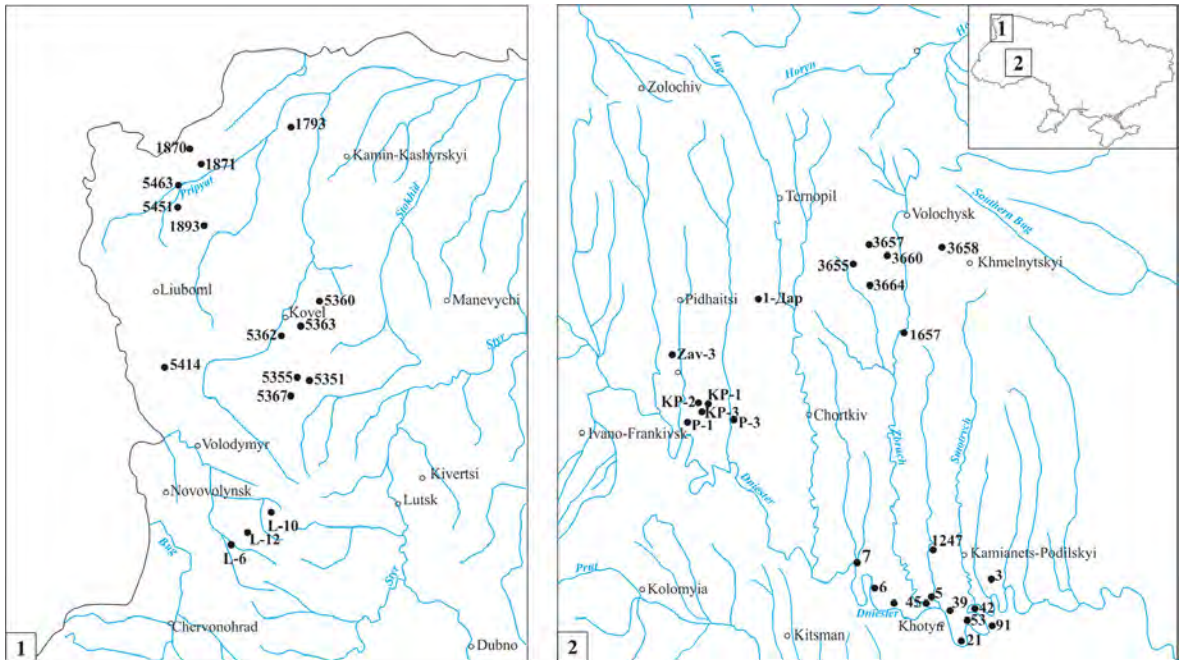 1793
1870
1871
Kamin-Kashyrskyi
5463
Pripyat
5451
Stokhid
1893
Liuboml
5360
Manevychi
Kovel
5363
5362
Styr
5414
5355
5351
5367
Volodymyr
Kivertsi
Novovolynsk
Lutsk
L-10
L-12
L-6
Bug
Styr
Chervonohrad
Dubno
1
1
2
Lug
Horyn
Zolochiv
Ternopil
Volochysk
Southern Bug
3657
3658
3660
3655
Khmelnytskyi
3664
Pidhaitsi
1-Дар
1657
Zav-3
KP-2
KP-1
KP-3
P-1
P-3
Chortkiv
Ivano-Frankivsk
Zbruch
Smotrych
Dniester
1247
Kamianets-Podilskyi
7
3
Prut
6
Kolomyia
5
45
39
42
Dniester
53
Khotyn
91
Kitsman
21
2